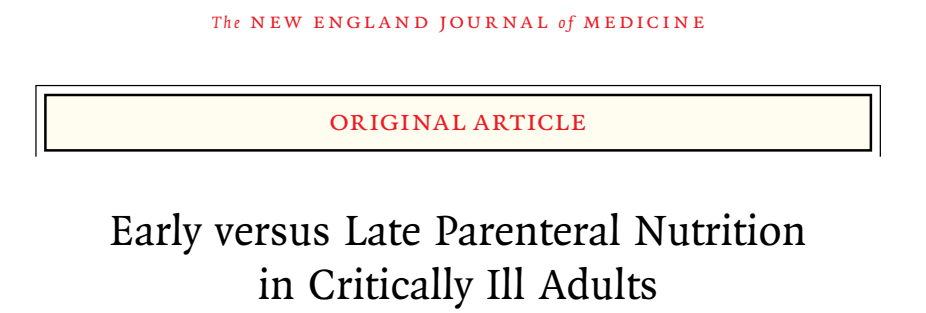 The NEW ENGLAND JOURNAL of MEDICINE
ORIGINAL ARTICLE
Early versus Late Parenteral Nutrition
in Critically Ill Adults